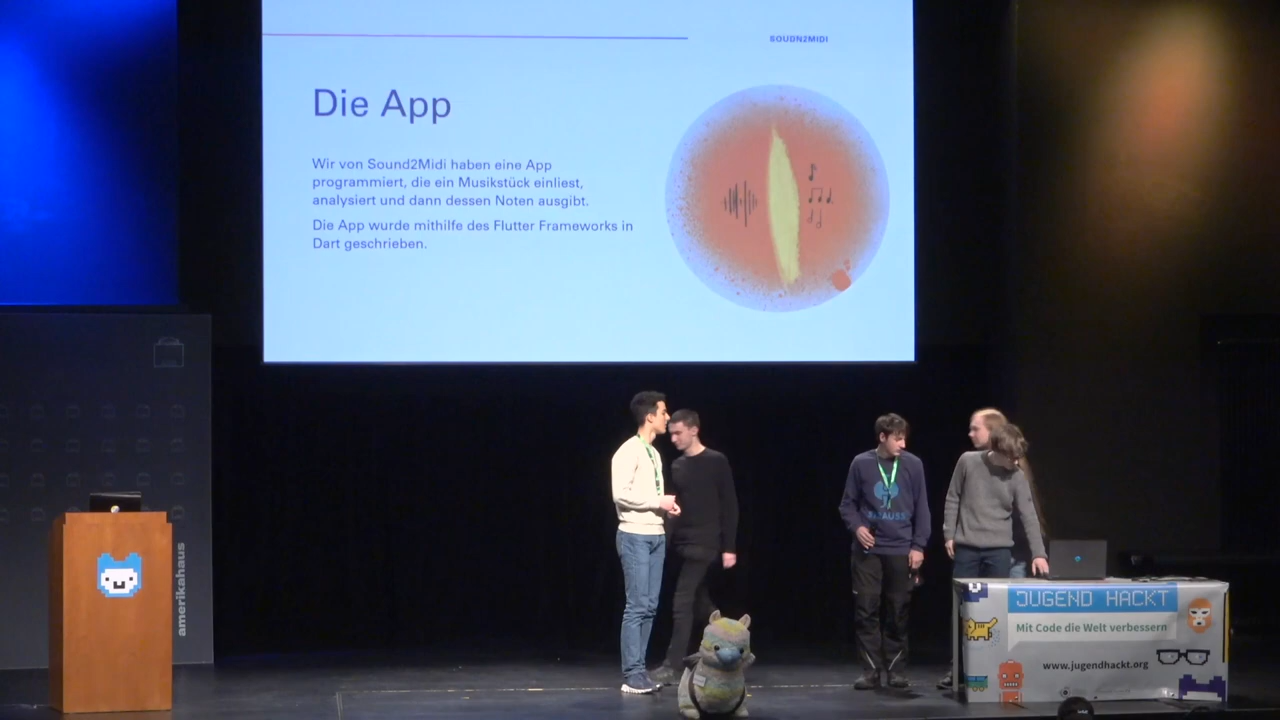 SOUDN2MIDI
Die App
Wir von Sound2Midi haben eine App
programmiert, die ein Musikstück einliest,
analysiert und dann dessen Noten ausgibt.
Die App wurde mithilfe des Flutter Frameworks in
Dart geschrieben.
amerikahaus
JUGEND HACKT
Mit Code die Welt verbessern
www.jugendhackt.org